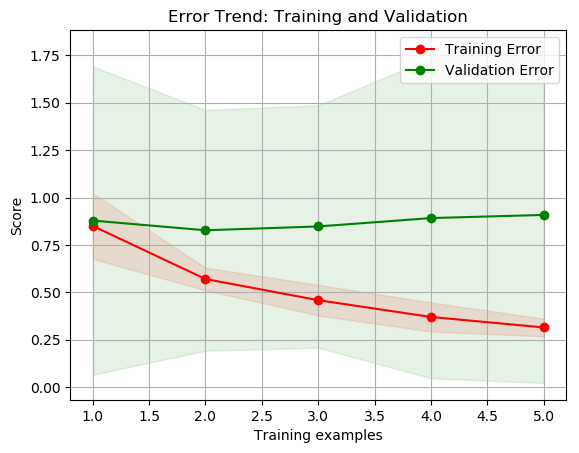 Error Trend: Training and Validation
Training Error
Validation Error
1.75
1.50
1.25
1.00
0.75
0.50
0.25
0.00
Score
1.0 1.5 2.0 2.5 3.0 3.5 4.0 4.5 5.0
Training examples